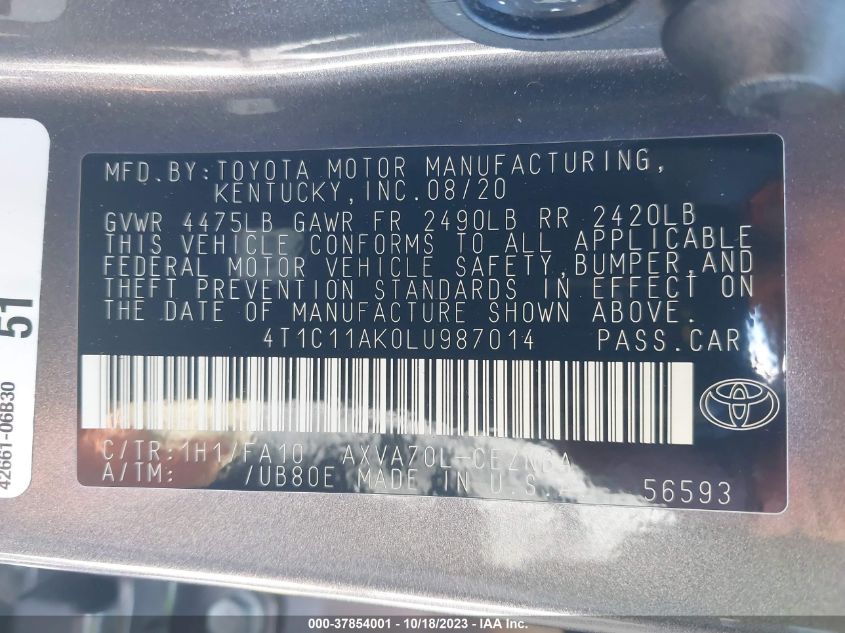 MFD.BY:TOYOTA MOTOR MANUFACTURING,
KENTUCKY,INC.08/20
GVWR 4475LB GAWR FR 2490LB RR 2420LB
THIS VEHICLE CONFORMS TO ALL APPLICABLE
FEDERAL MOTOR VEHICLE SAFETY,BUMPER,AND
THEFT PREVENTION STANDARDS IN EFFECT ON
THE DATE OF MANUFACTURE SHOWN ABOVE.
4T1C11AK0LU987014 PASS.CAR
C/TR:1H1/FA10 AXVA70L-CEZNBA
A/TM: /UB80E MADE IN U.S.A. 56593
51
42661-06B30
000-37854001 - 10/18/2023 - IAA Inc.